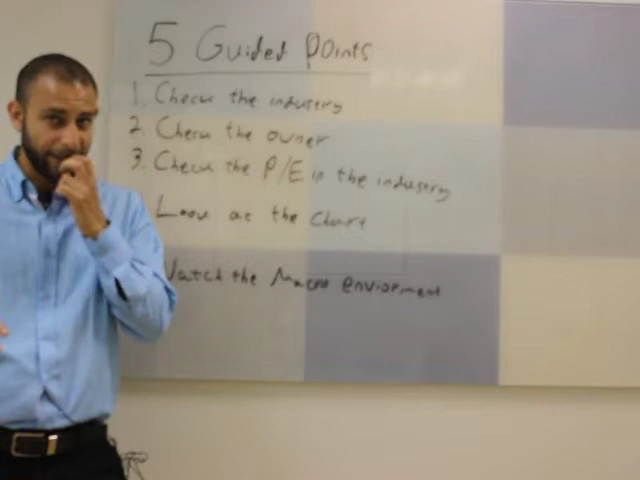 5 Guided Points
1. Check the industry
2. Check the owner
3. Check the P/E in the industry
Look at the Chart
Watch the Macro enviorment